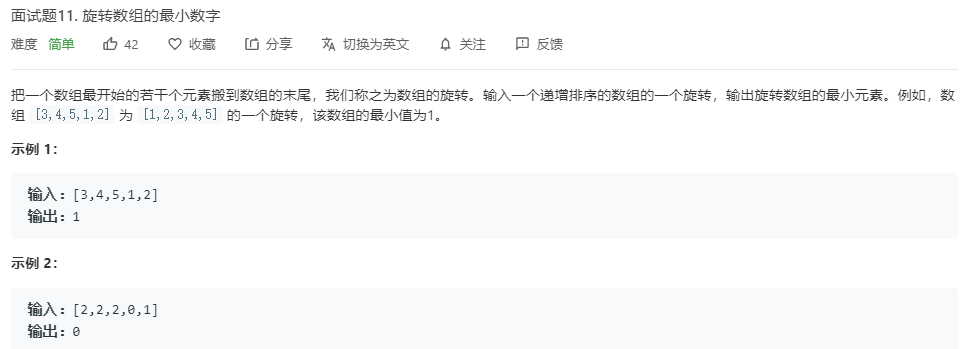 面试题11. 旋转数组的最小数字
难度 简单 42 收藏 分享 切换为英文 关注 反馈
把一个数组最开始的若干个元素搬到数组的末尾，我们称之为数组的旋转。输入一个递增排序的数组的一个旋转，输出旋转数组的最小元素。例如，数
组 [3,4,5,1,2] 为 [1,2,3,4,5] 的一个旋转，该数组的最小值为1。
示例 1：
输入：[3,4,5,1,2]
输出：1
示例 2：
输入：[2,2,2,0,1]
输出：0